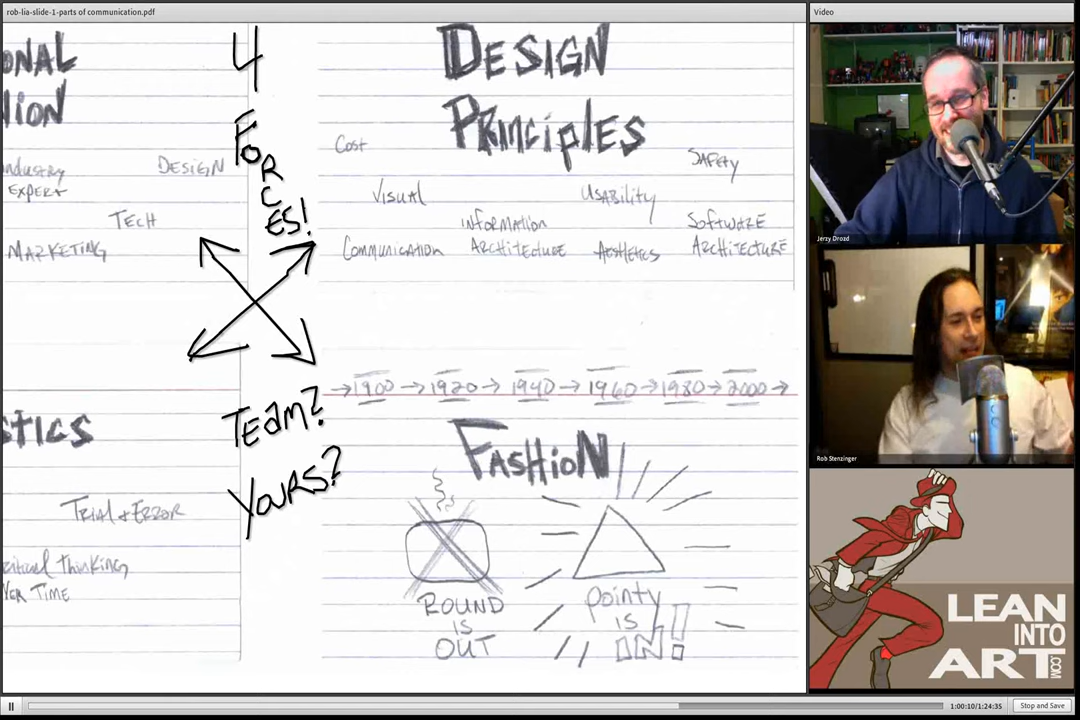 rob-lia-slide-1-parts of communication.pdf
Video
ONAL
TION
industry
EXPERT
DESIGN
TECH
MARKETING
4
FORCES!
DESIGN
PRINCIPLES
Cost
SAFETY
VISUAL
USABILITY
Information
SOFTWARE
Communication
ARCHITECTURE
AESTHETICS
ARCHITECTURE
→1900→1920→1940→1960→1980→2000→
STICS
TEAM?
YOURS?
FASHION
TRIAL & ERROR
critical thinking
OVER TIME
ROUND
IS
OUT
pointy
IS
IN!
Jerzy Drozd
Rob Stenzinger
LEAN
INTO
ART
.COM
1:00:10/1:24:35
Stop and Save